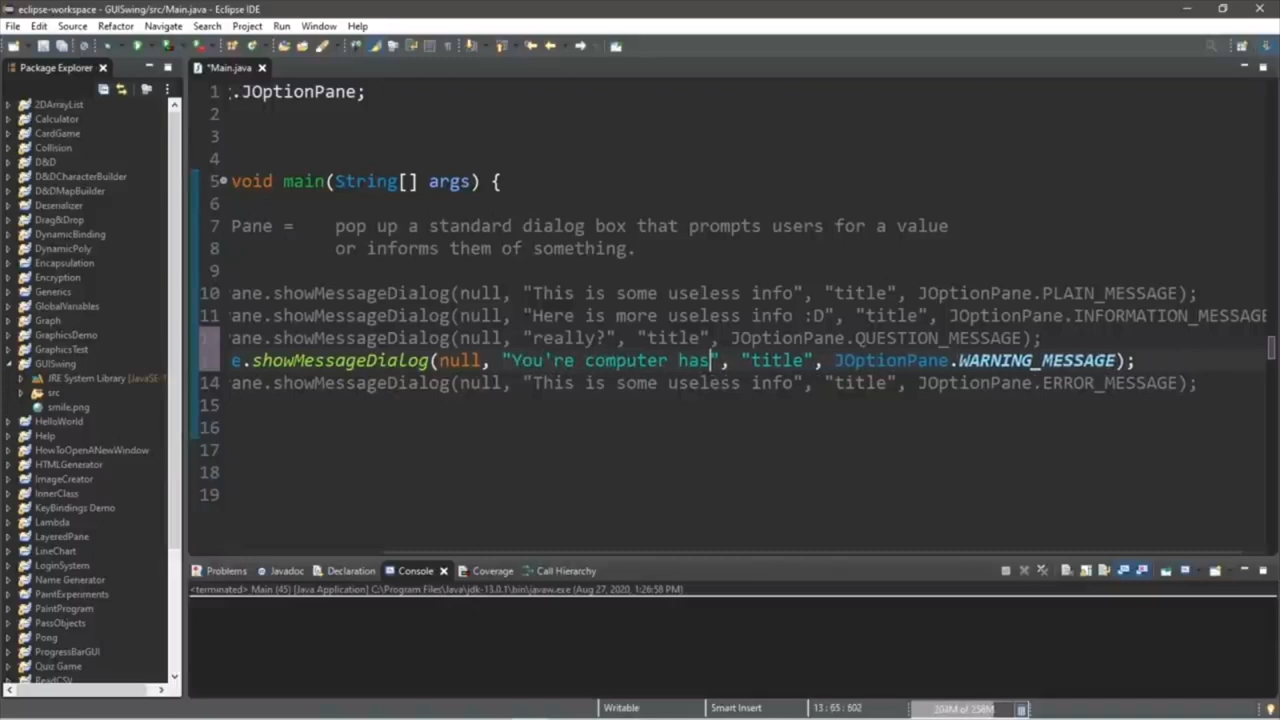 eclipse-workspace - GUISwing/src/Main.java - Eclipse IDE
File Edit Source Refactor Navigate Search Project Run Window Help
Package Explorer
*Main.java
2DArrayList
Calculator
CardGame
Collision
D&D
D&DCharacterBuilder
D&DMapBuilder
Deserializer
Drag&Drop
DynamicBinding
DynamicPoly
Encapsulation
Encryption
Generics
GlobalVariables
Graph
GraphicsDemo
GraphicsTest
GUISwing
JRE System Library [JavaSE-
src
smile.png
HelloWorld
Help
HowToOpenANewWindow
HTMLGenerator
ImageCreator
InnerClass
KeyBindings Demo
Lambda
LayeredPane
LineChart
LoginSystem
Name Generator
PaintExperiments
PaintProgram
PassObjects
Pong
ProgressBarGUI
Quiz Game
ReadCSV
1 .JOptionPane;
2
3
4
5 void main(String[] args) {
6
7 Pane = pop up a standard dialog box that prompts users for a value
8 or informs them of something.
9
10 ane.showMessageDialog(null, "This is some useless info", "title", JOptionPane.PLAIN_MESSAGE);
11 ane.showMessageDialog(null, "Here is more useless info :D", "title", JOptionPane.INFORMATION_MESSAGE
ane.showMessageDialog(null, "really?", "title", JOptionPane.QUESTION_MESSAGE);
e.showMessageDialog(null, "You're computer has", "title", JOptionPane.WARNING_MESSAGE);
14 ane.showMessageDialog(null, "This is some useless info", "title", JOptionPane.ERROR_MESSAGE);
15
16
17
18
19
Problems Javadoc Declaration Console Coverage Call Hierarchy
<terminated> Main (45) [Java Application] C:\Program Files\Java\jdk-13.0.1\bin\javaw.exe (Aug 27, 2020, 1:26:58 PM)
Writable Smart Insert 13 : 65 : 602 204M of 256M